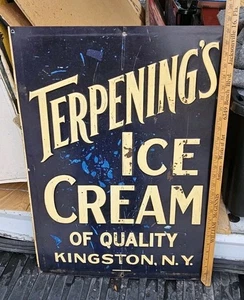 TERPENING'S
ICE
CREAM
OF QUALITY
KINGSTON, N.Y.